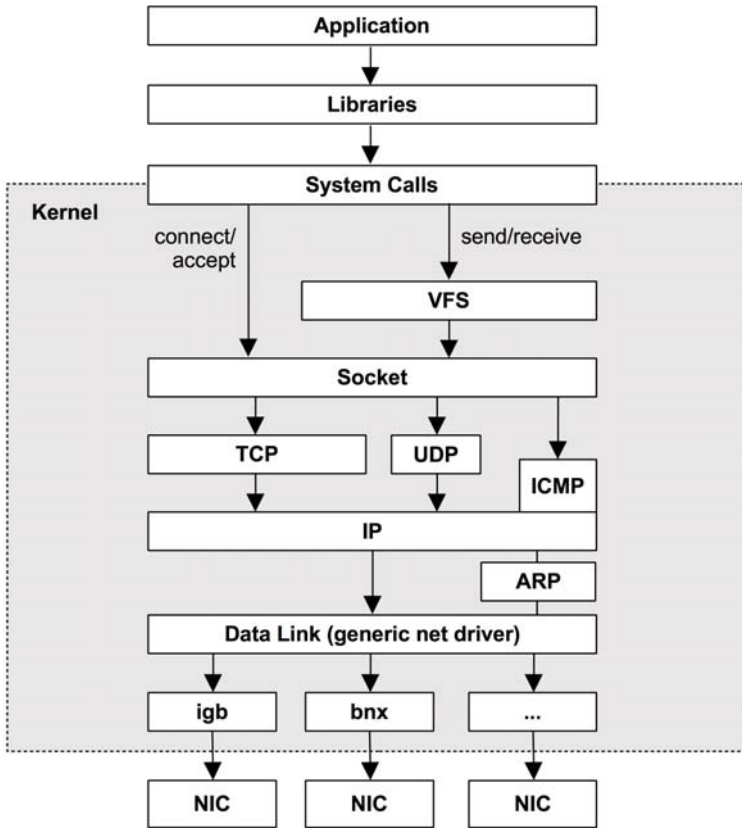 Application
Libraries
System Calls
Kernel
connect/
accept
send/receive
VFS
Socket
TCP
UDP
ICMP
IP
ARP
Data Link (generic net driver)
igb
bnx
...
NIC
NIC
NIC